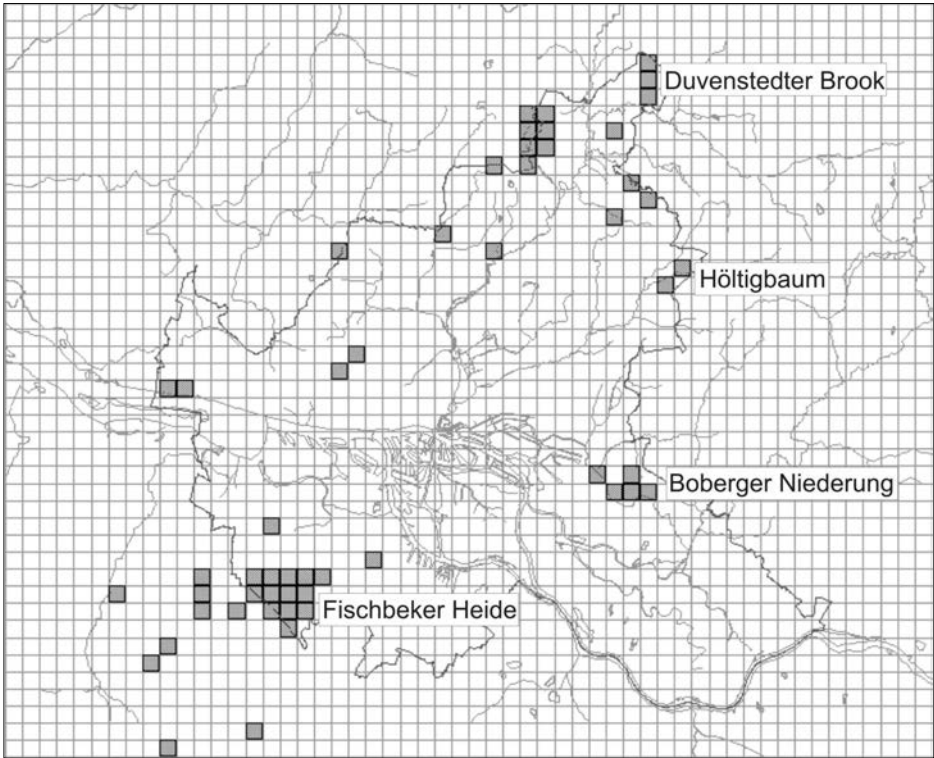 Duvenstedter Brook
Höltigbaum
Boberger Niederung
Fischbeker Heide